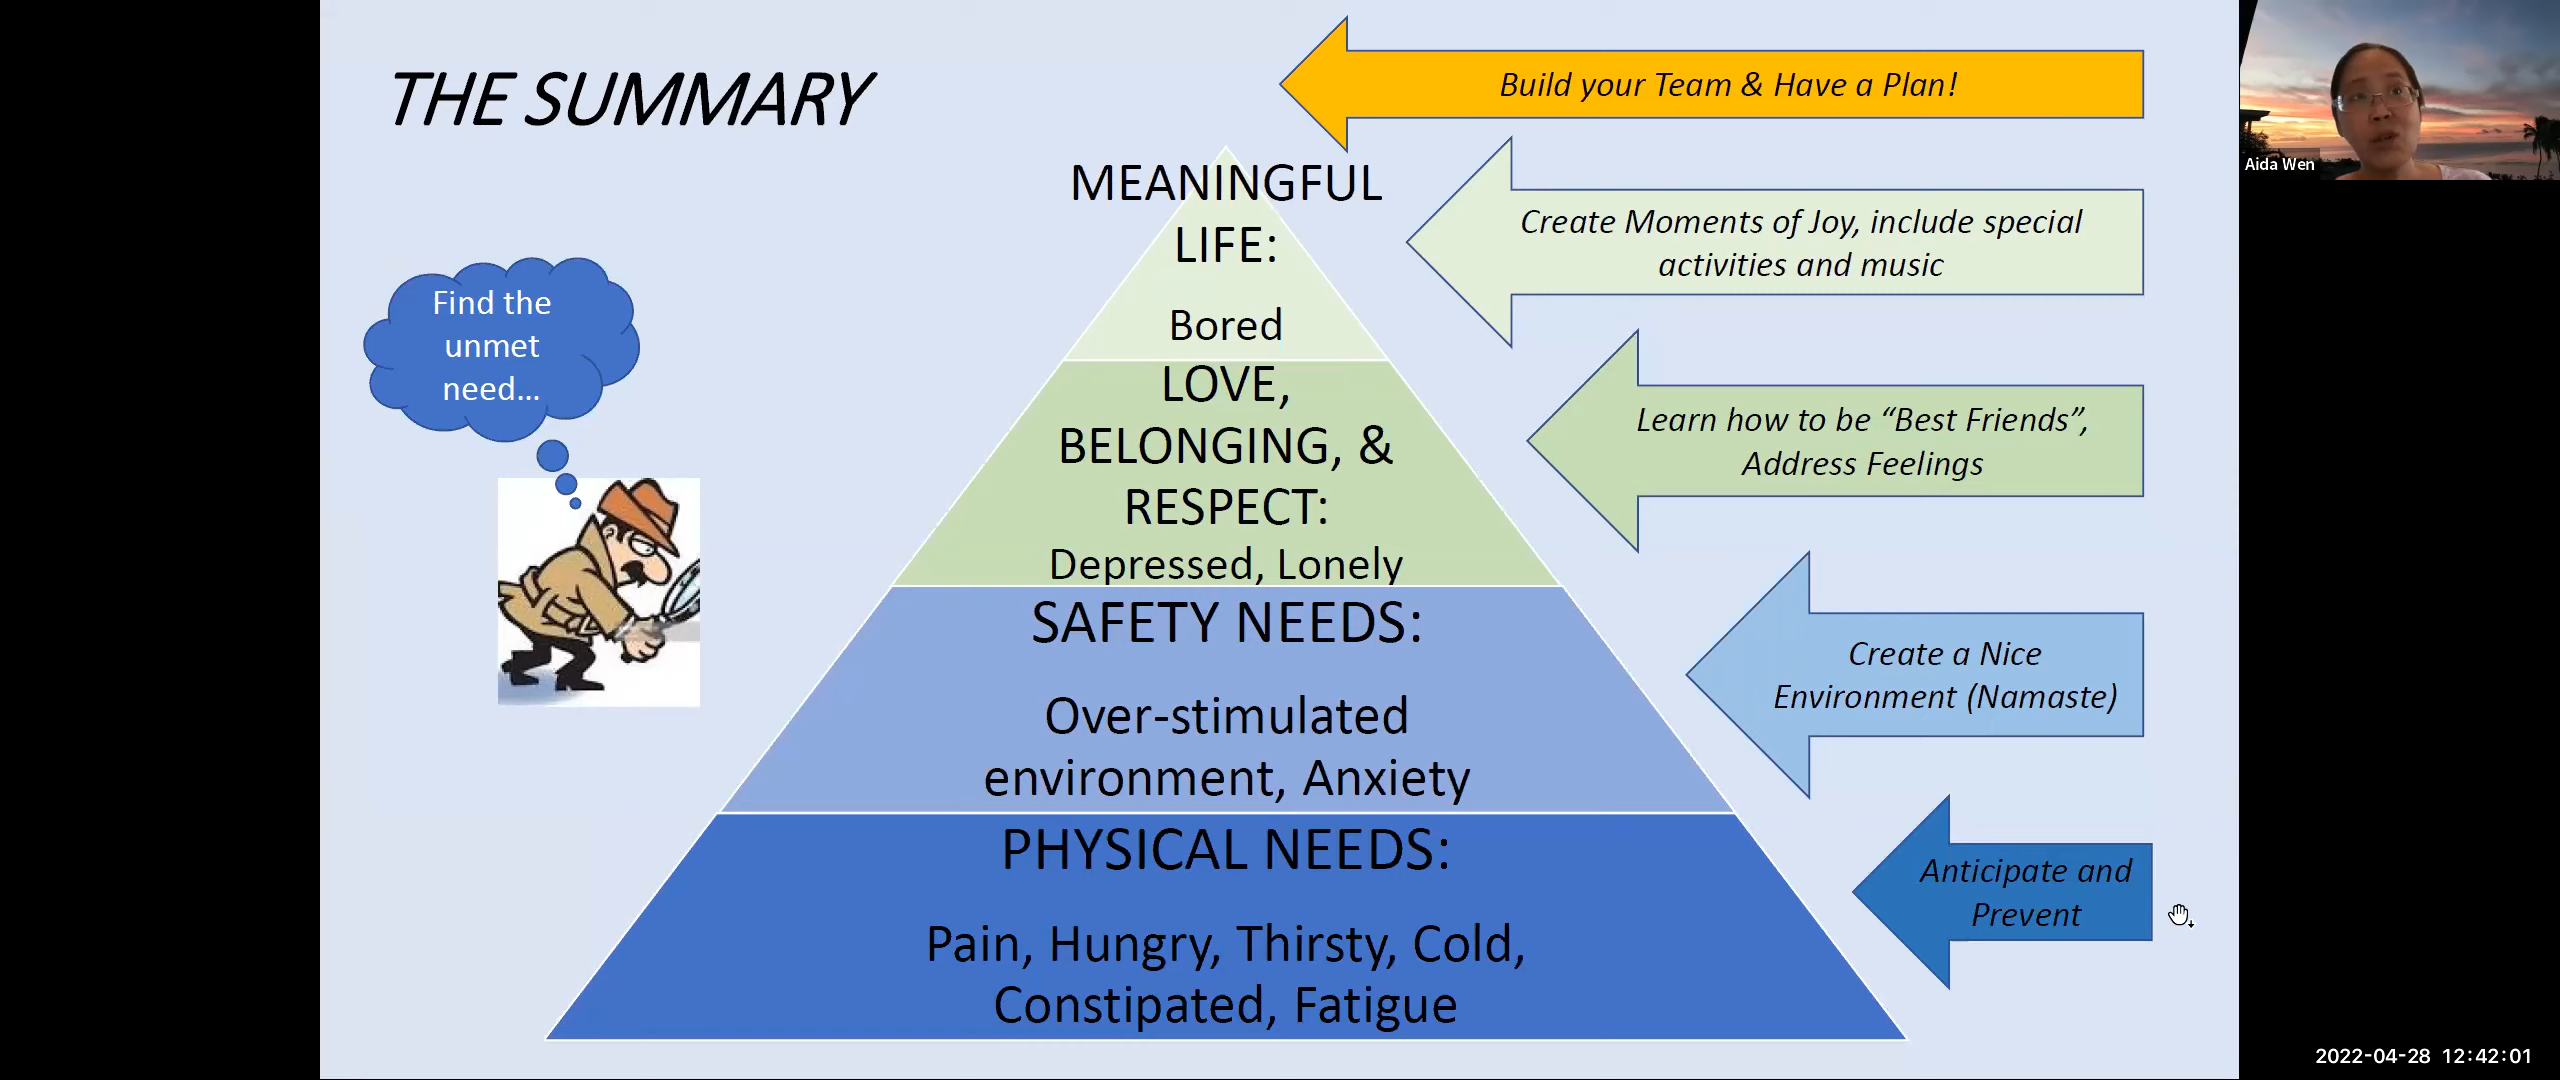 THE SUMMARY
Build your Team & Have a Plan!
Aida Wen
MEANINGFUL
LIFE:
Bored
Create Moments of Joy, include special
activities and music
Find the
unmet
need...
LOVE,
BELONGING, &
RESPECT:
Depressed, Lonely
Learn how to be “Best Friends”,
Address Feelings
SAFETY NEEDS:
Over-stimulated
environment, Anxiety
Create a Nice
Environment (Namaste)
PHYSICAL NEEDS:
Pain, Hungry, Thirsty, Cold,
Constipated, Fatigue
Anticipate and
Prevent
2022-04-28 12:42:01